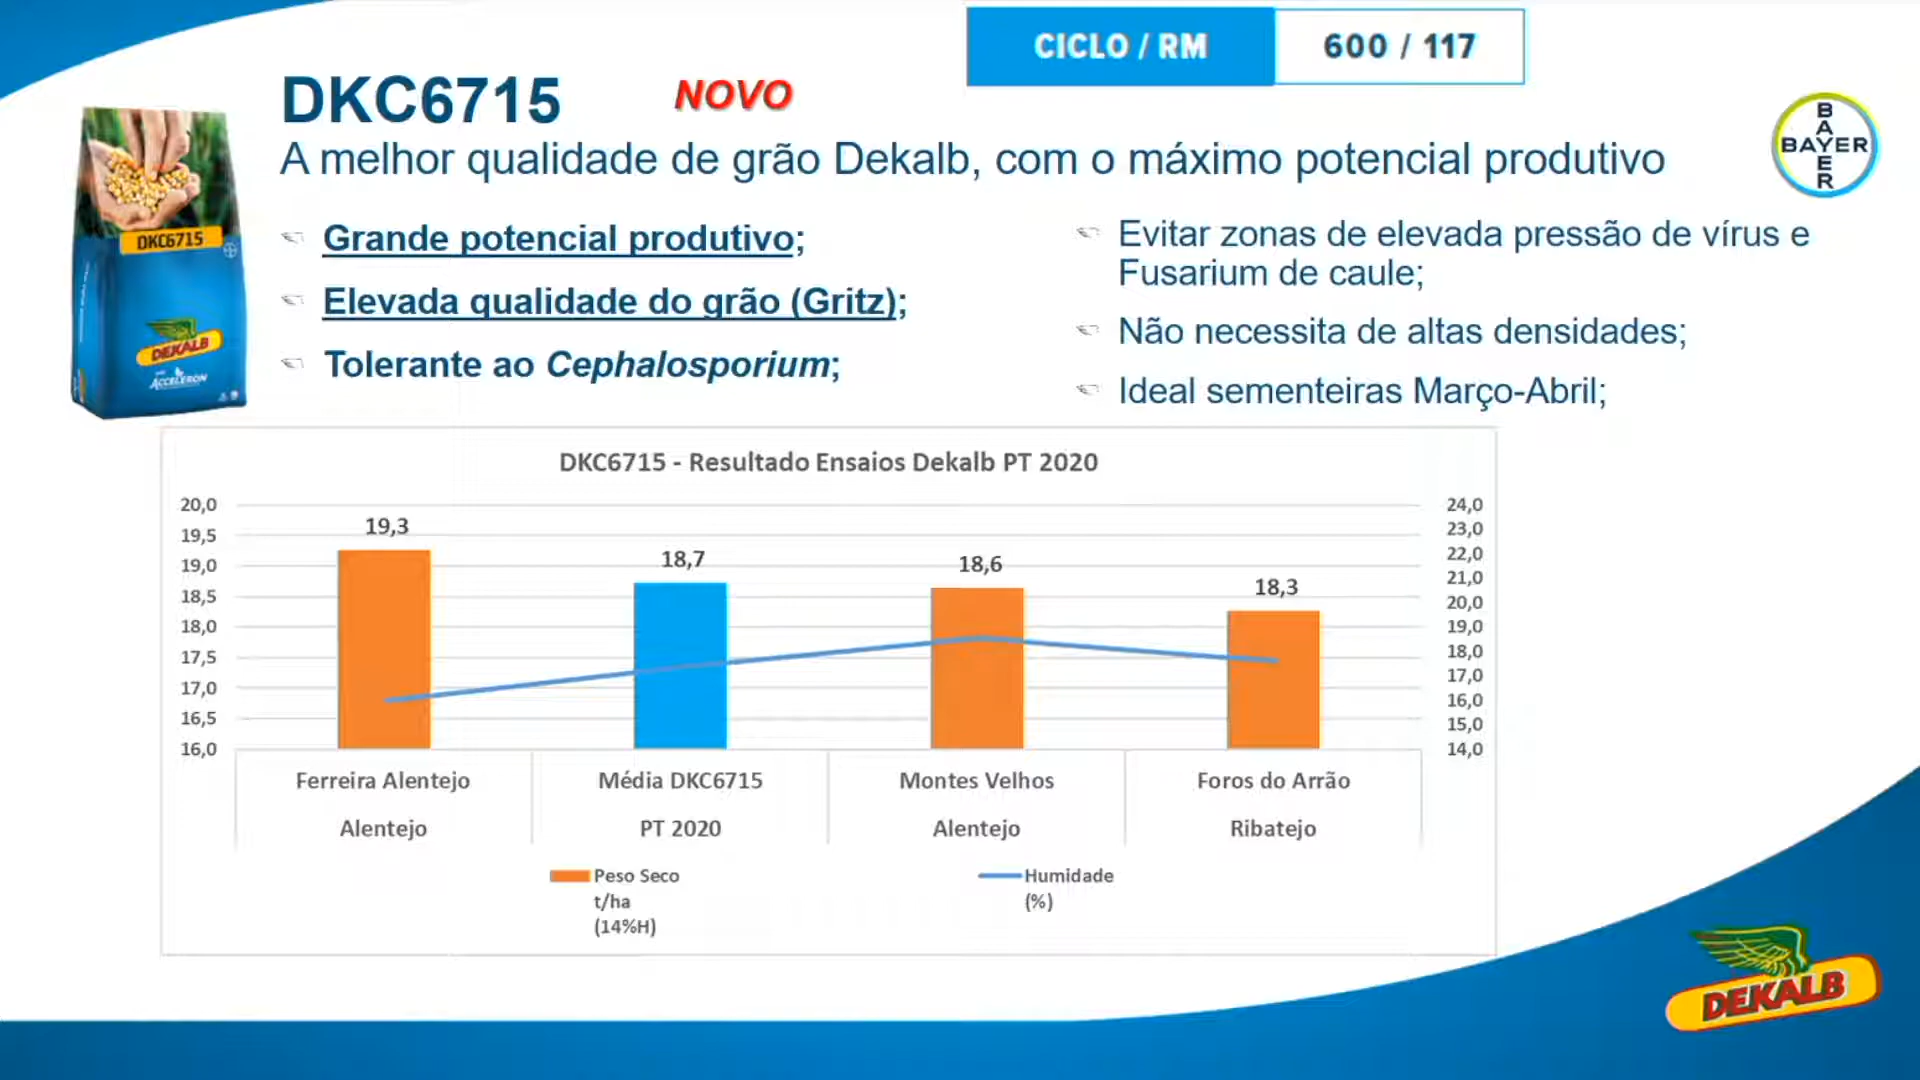 CICLO / RM 600 / 117
DKC6715 NOVO
A melhor qualidade de grão Dekalb, com o máximo potencial produtivo
BAYER
BAYER
DKC6715
DEKALB
ACCELERON
Grande potencial produtivo;
Elevada qualidade do grão (Gritz);
Tolerante ao Cephalosporium;
Evitar zonas de elevada pressão de vírus e
Fusarium de caule;
Não necessita de altas densidades;
Ideal sementeiras Março-Abril;
DKC6715 - Resultado Ensaios Dekalb PT 2020
20,0
19,5
19,0
18,5
18,0
17,5
17,0
16,5
16,0
19,3
18,7
18,6
18,3
24,0
23,0
22,0
21,0
20,0
19,0
18,0
17,0
16,0
15,0
14,0
Ferreira Alentejo Média DKC6715 Montes Velhos Foros do Arrão
Alentejo PT 2020 Alentejo Ribatejo
Peso Seco
t/ha
(14%H)
Humidade
(%)
DEKALB